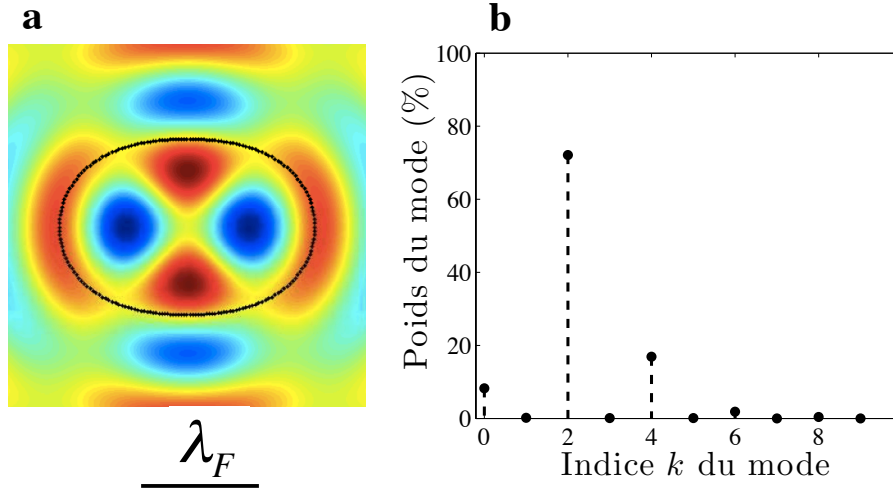 a
b
Poids du mode (%)
100
80
60
40
20
0
0 2 4 6 8
Indice k du mode
λF